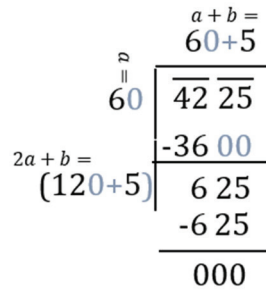 a + b =
60+5
a =
60 42 25
-36 00
2a + b =
(120+5) 6 25
-6 25
000